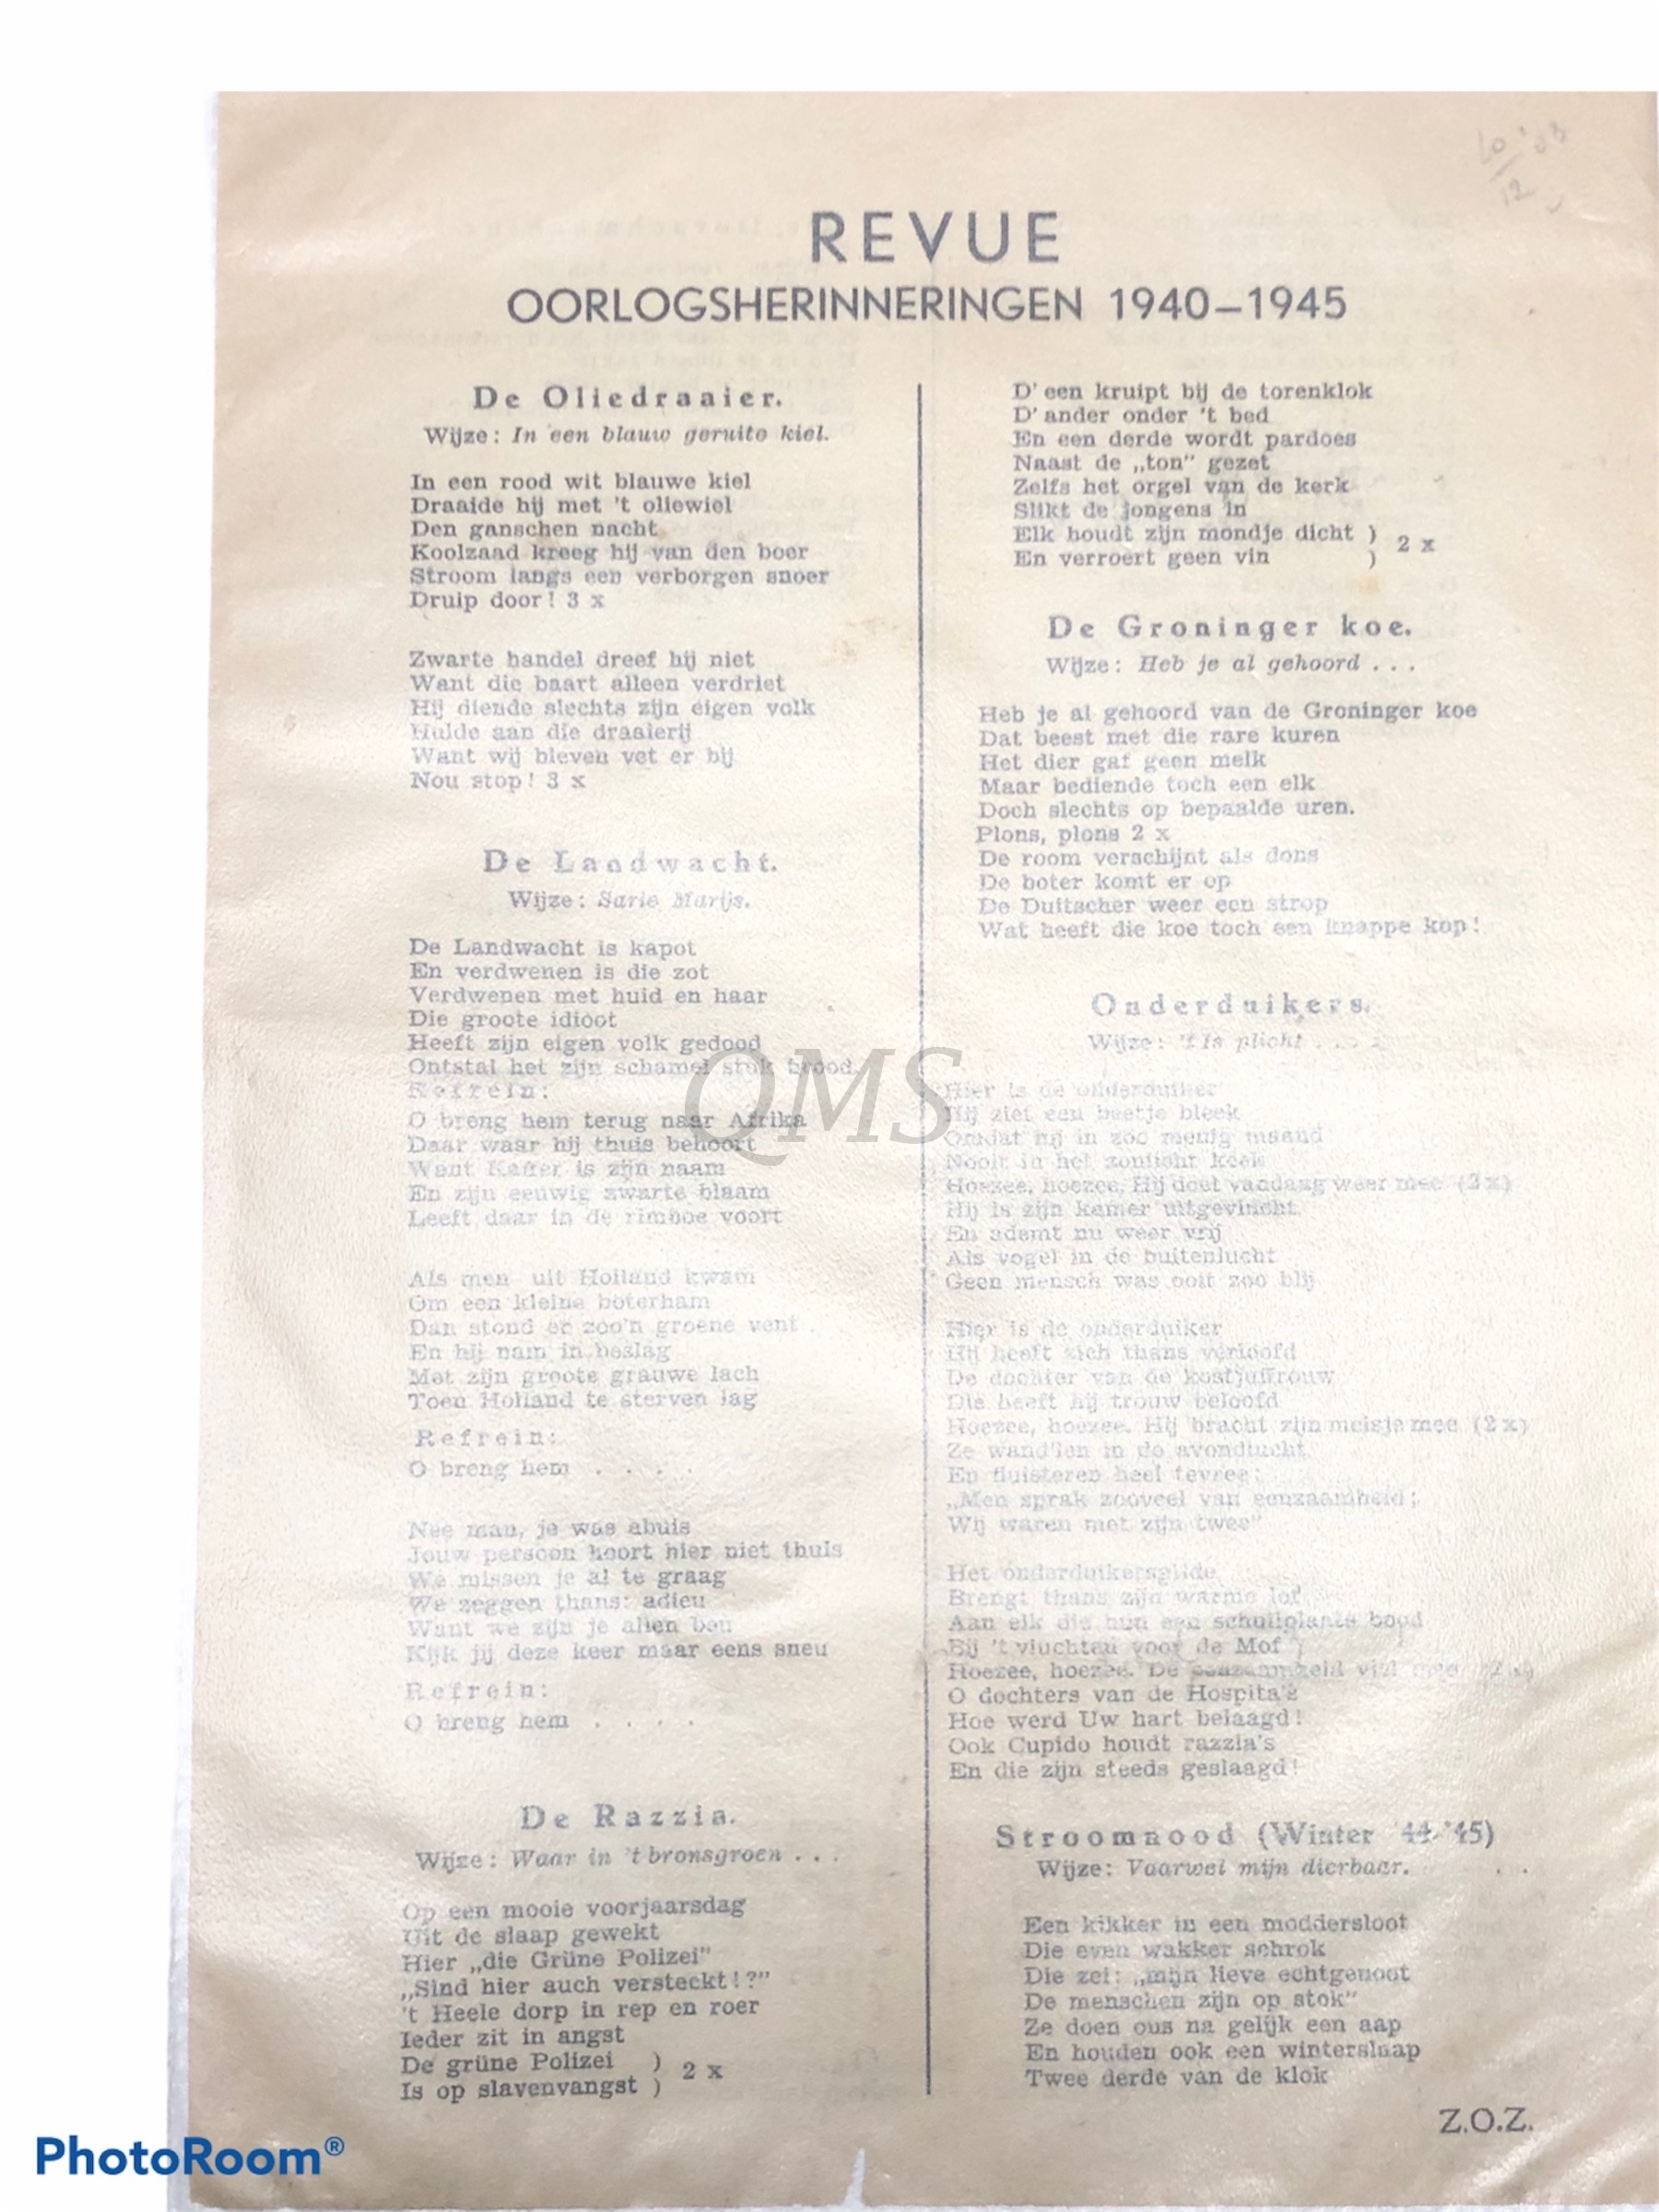 REVUE
OORLOGSHERINNERINGEN 1940–1945
De Oliedraaier.
Wijze: In een blauw geruite kiel.
In een rood wit blauwe kiel
Draaide hij met 't oliewiel
Den ganschen nacht
Koolzaad kreeg hij van den boer
Stroom langs een verborgen snoer
Druip door! 3 x
Zwarte handel dreef hij niet
Want die baart alleen verdriet
Hij diende slechts zijn eigen volk
Hulde aan die draaierij
Want wij bleven vet er bij
Nou stop! 3 x
De Landwacht.
Wijze: Sarie Marijs.
De Landwacht is kapot
En verdwenen is die zot
Verdwenen met huid en haar
Die groote idioot
Heeft zijn eigen volk gedood
Ontstal het zijn schamel stuk brood.
Refrein:
O breng hem terug naar Afrika
Daar waar hij thuis behoort
Want Kaffer is zijn naam
En zijn eeuwig zwarte blaam
Leeft daar in de rimboe voort
Als men uit Holland kwam
Om een kleine boterham
Dan stond er zoo'n groene vent
En hij nam in beslag
Met zijn groote grauwe lach
Toen Holland te sterven lag
Refrein:
O breng hem . . . .
Nee man, je was abuis
Jouw persoon hoort hier niet thuis
We missen je al te graag
We zeggen thans: adieu
Want we zijn je allen beu
Kijk jij deze keer maar eens sneu
Refrein:
O breng hem . . . .
De Razzia.
Wijze: Waar in 't bronsgroen . . .
Op een mooie voorjaarsdag
Uit de slaap gewekt
Hier „die Grüne Polizei"
„Sind hier auch versteckt!?"
't Heele dorp in rep en roer
Ieder zit in angst
De grüne Polizei )
Is op slavenvangst ) 2 x
D' een kruipt bij de torenklok
D' ander onder 't bed
En een derde wordt pardoes
Naast de „ton" gezet
Zelfs het orgel van de kerk
Slikt de jongens in
Elk houdt zijn mondje dicht )
En verroert geen vin ) 2 x
De Groninger koe.
Wijze: Heb je al gehoord . . .
Heb je al gehoord van de Groninger koe
Dat beest met die rare kuren
Het dier gaf geen melk
Maar bediende toch een elk
Doch slechts op bepaalde uren.
Plons, plons 2 x
De room verschijnt als dons
De boter komt er op
De Duitscher weer een strop
Wat heeft die koe toch een knappe kop!
Onderduikers.
Wijze: 't Is plicht . . .
Hier is de onderduiker
Hij ziet een beetje bleek
Omdat hij in zoo menig maand
Nooit in het zonlicht keek
Hoezee, hoezee, Hij doet vandaag weer mee (2 x)
Hij is zijn kamer uitgevlucht
En ademt nu weer vrij
Als vogel in de buitenlucht
Geen mensch was ooit zoo blij
Hier is de onderduiker
Hij heeft zich thans verloofd
De dochter van de kostjuffrouw
Die heeft hij trouw beloofd
Hoezee, hoezee. Hij bracht zijn meisje mee (2 x)
Ze wand'len in de avondlucht
En fluisteren heel tevree:
„Men sprak zooveel van eenzaamheid;
Wij waren met zijn twee"
Het onderduikersgilde
Brengt thans zijn warme lof
Aan elk die hun een schuilplaats bood
Bij 't vluchten voor de Mof
Hoezee, hoezee. De eenzaamheid viel mee (2 x)
O dochters van de Hospita's
Hoe werd Uw hart belaagd!
Ook Cupido houdt razzia's
En die zijn steeds geslaagd!
Stroomnood (Winter '44-'45)
Wijze: Vaarwel mijn dierbaar.
Een kikker in een moddersloot
Die even wakker schrok
Die zei: „mijn lieve echtgenoot
De menschen zijn op stok"
Ze doen ons na gelijk een aap
En houden ook een winterslaap
Twee derde van de klok
Z.O.Z.
QMS
PhotoRoom®